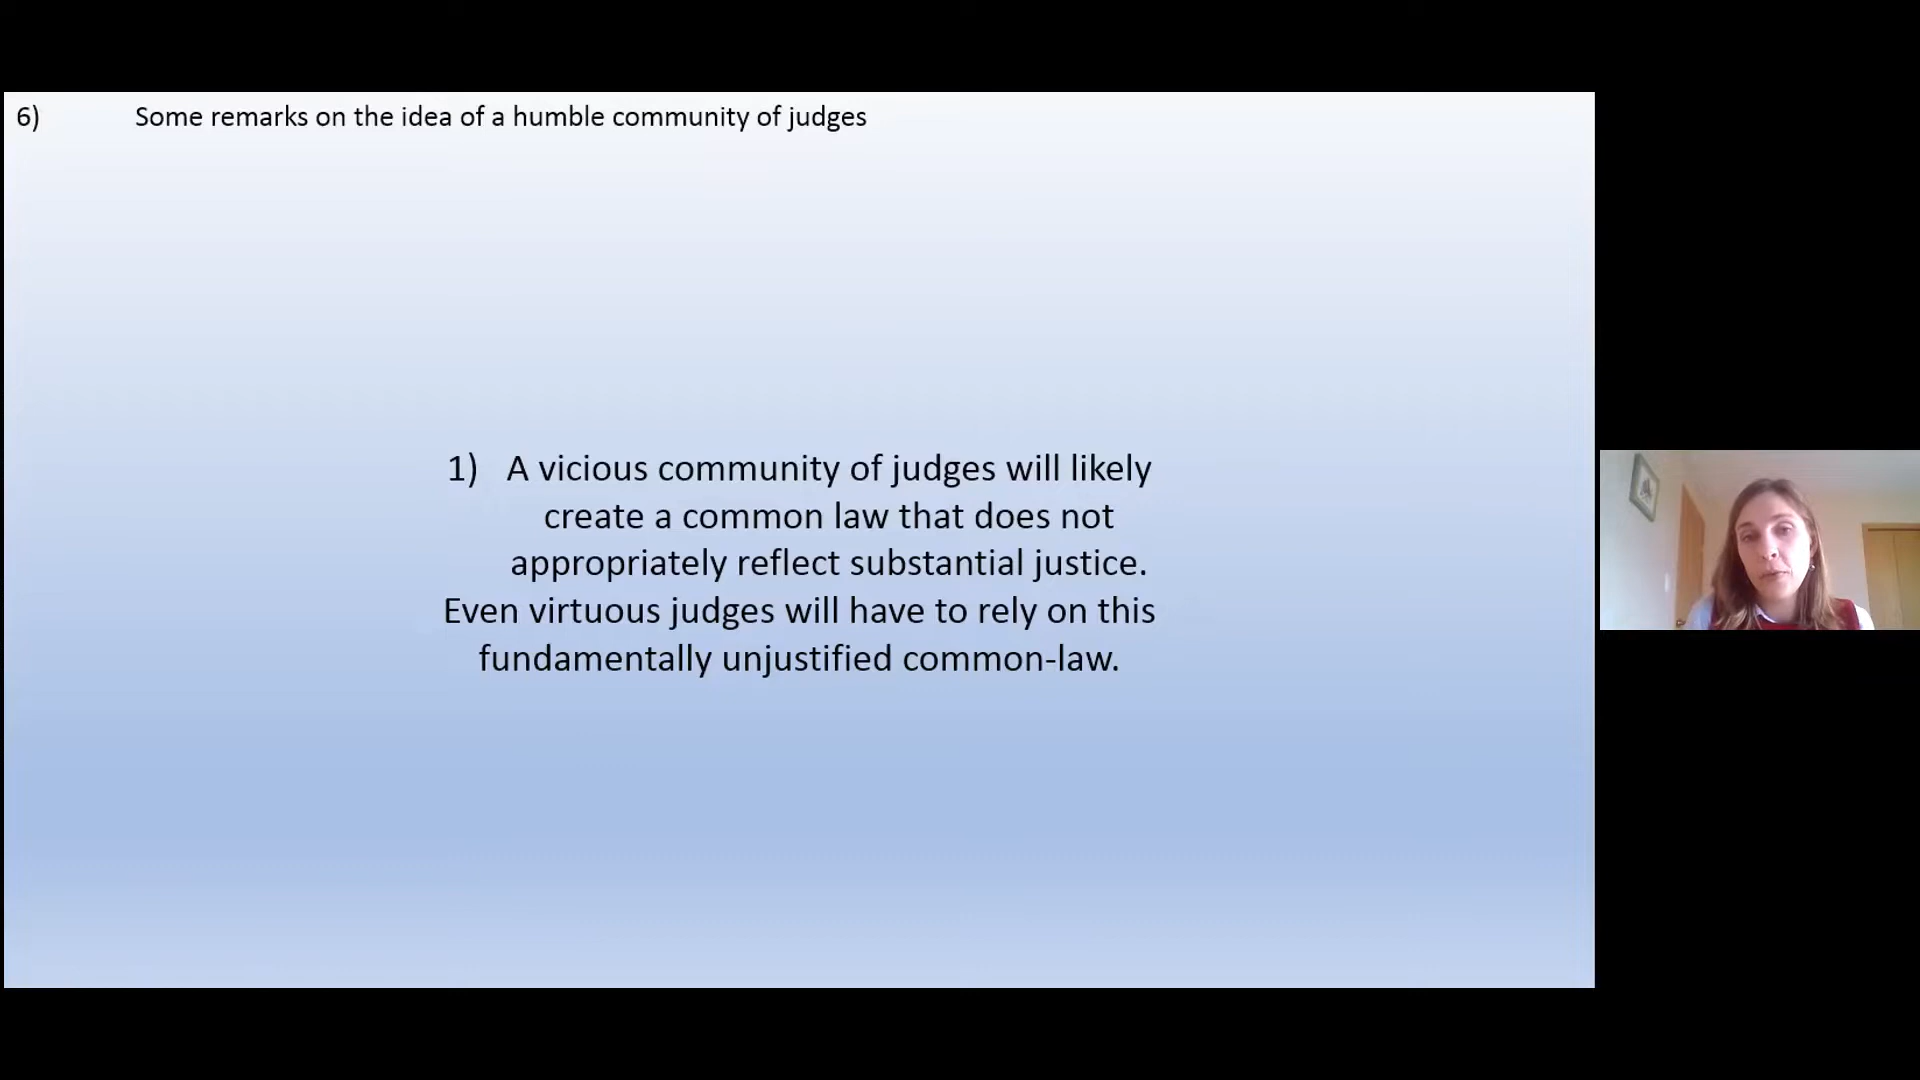 6) Some remarks on the idea of a humble community of judges
1) A vicious community of judges will likely
create a common law that does not
appropriately reflect substantial justice.
Even virtuous judges will have to rely on this
fundamentally unjustified common-law.